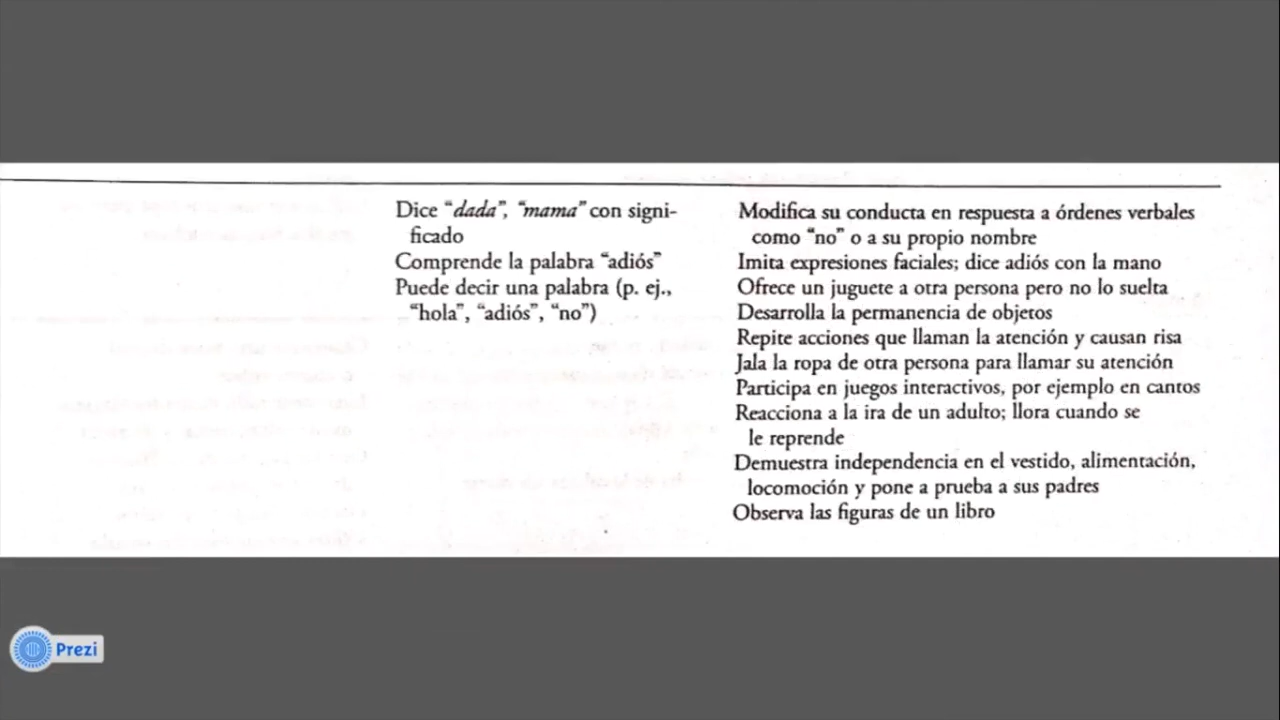 Dice “dada”, “mama” con signi-
ficado
Comprende la palabra “adiós”
Puede decir una palabra (p. ej.,
“hola”, “adiós”, “no”)
Modifica su conducta en respuesta a órdenes verbales
como “no” o a su propio nombre
Imita expresiones faciales; dice adiós con la mano
Ofrece un juguete a otra persona pero no lo suelta
Desarrolla la permanencia de objetos
Repite acciones que llaman la atención y causan risa
Jala la ropa de otra persona para llamar su atención
Participa en juegos interactivos, por ejemplo en cantos
Reacciona a la ira de un adulto; llora cuando se
le reprende
Demuestra independencia en el vestido, alimentación,
locomoción y pone a prueba a sus padres
Observa las figuras de un libro
Prezi